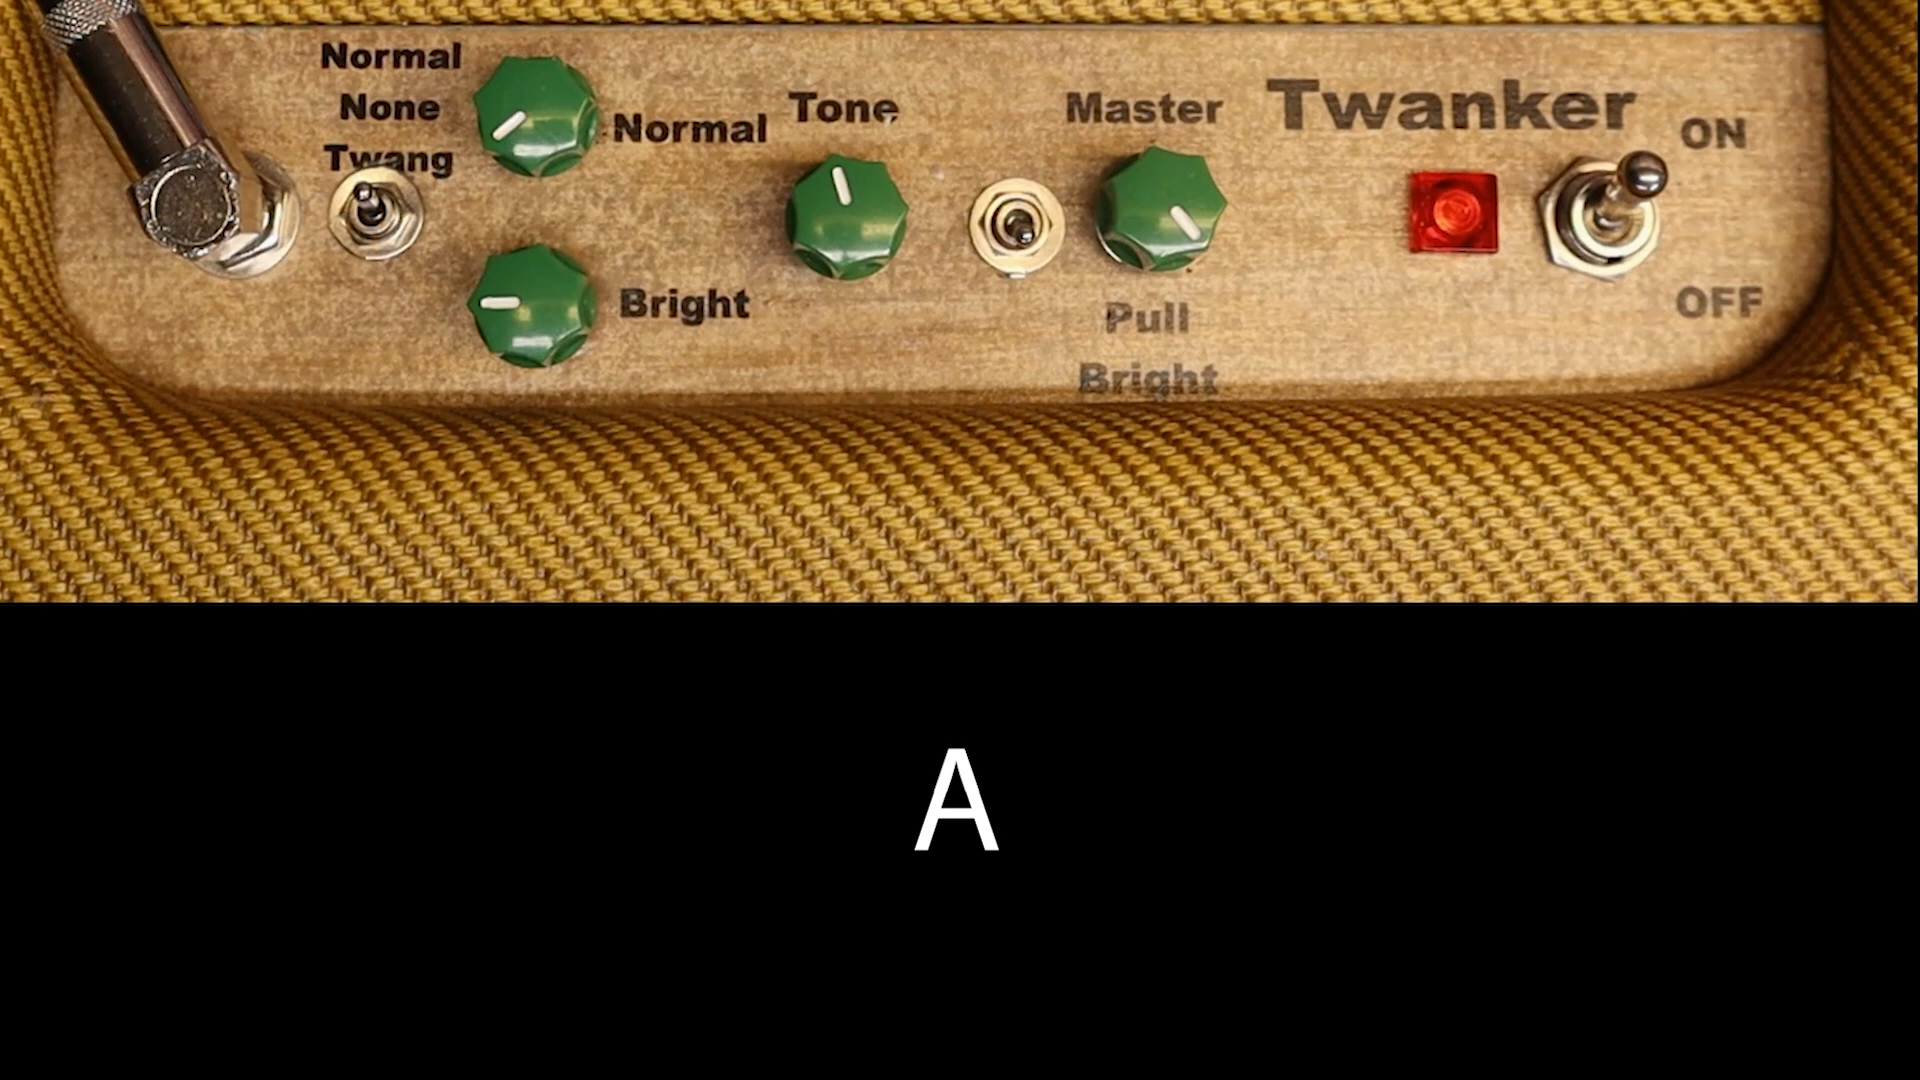 Normal
None
Twang
Normal
Bright
Tone
Master
Pull
Bright
Twanker
ON
OFF
A